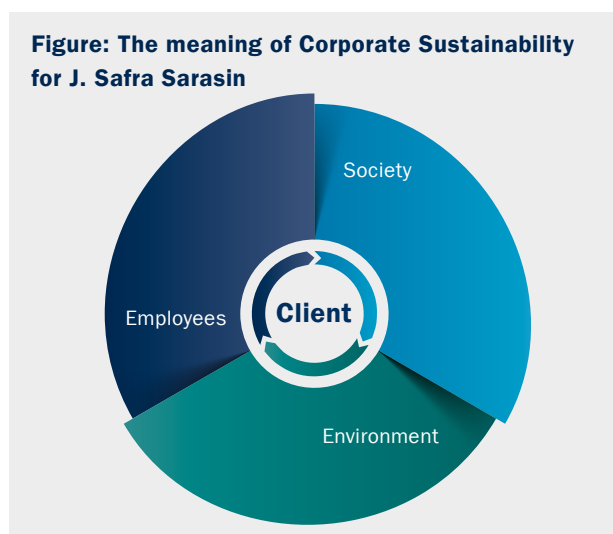 Figure: The meaning of Corporate Sustainability
for J. Safra Sarasin
Society
Employees
Client
Environment